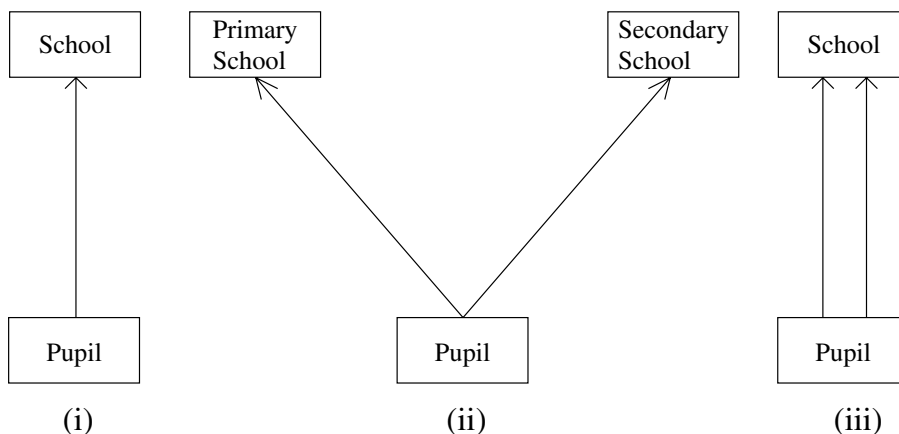 School
Primary
School
Secondary
School
School
Pupil
Pupil
Pupil
(i)
(ii)
(iii)